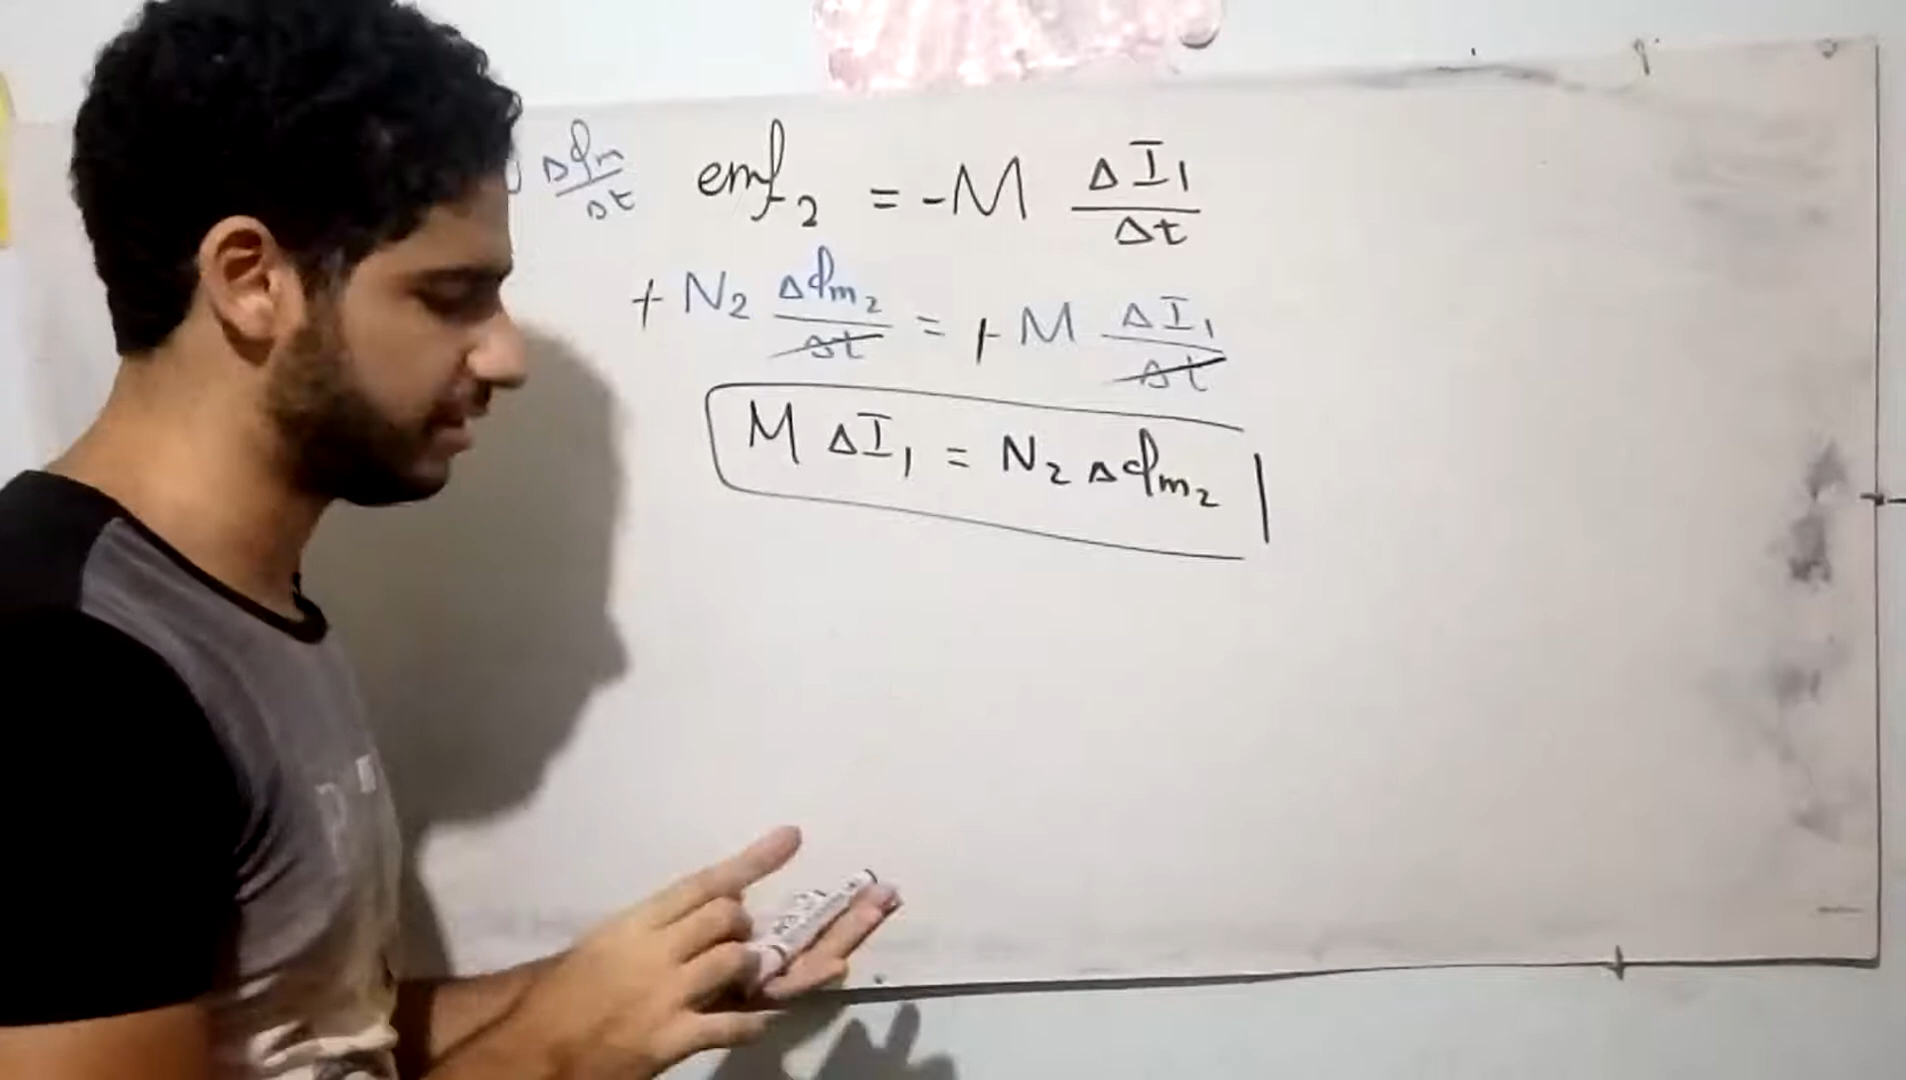 Δφm/Δt emf₂ = -M ΔI₁/Δt
+ N₂ Δφm₂/Δt = + M ΔI₁/Δt
M ΔI₁ = N₂ Δφm₂